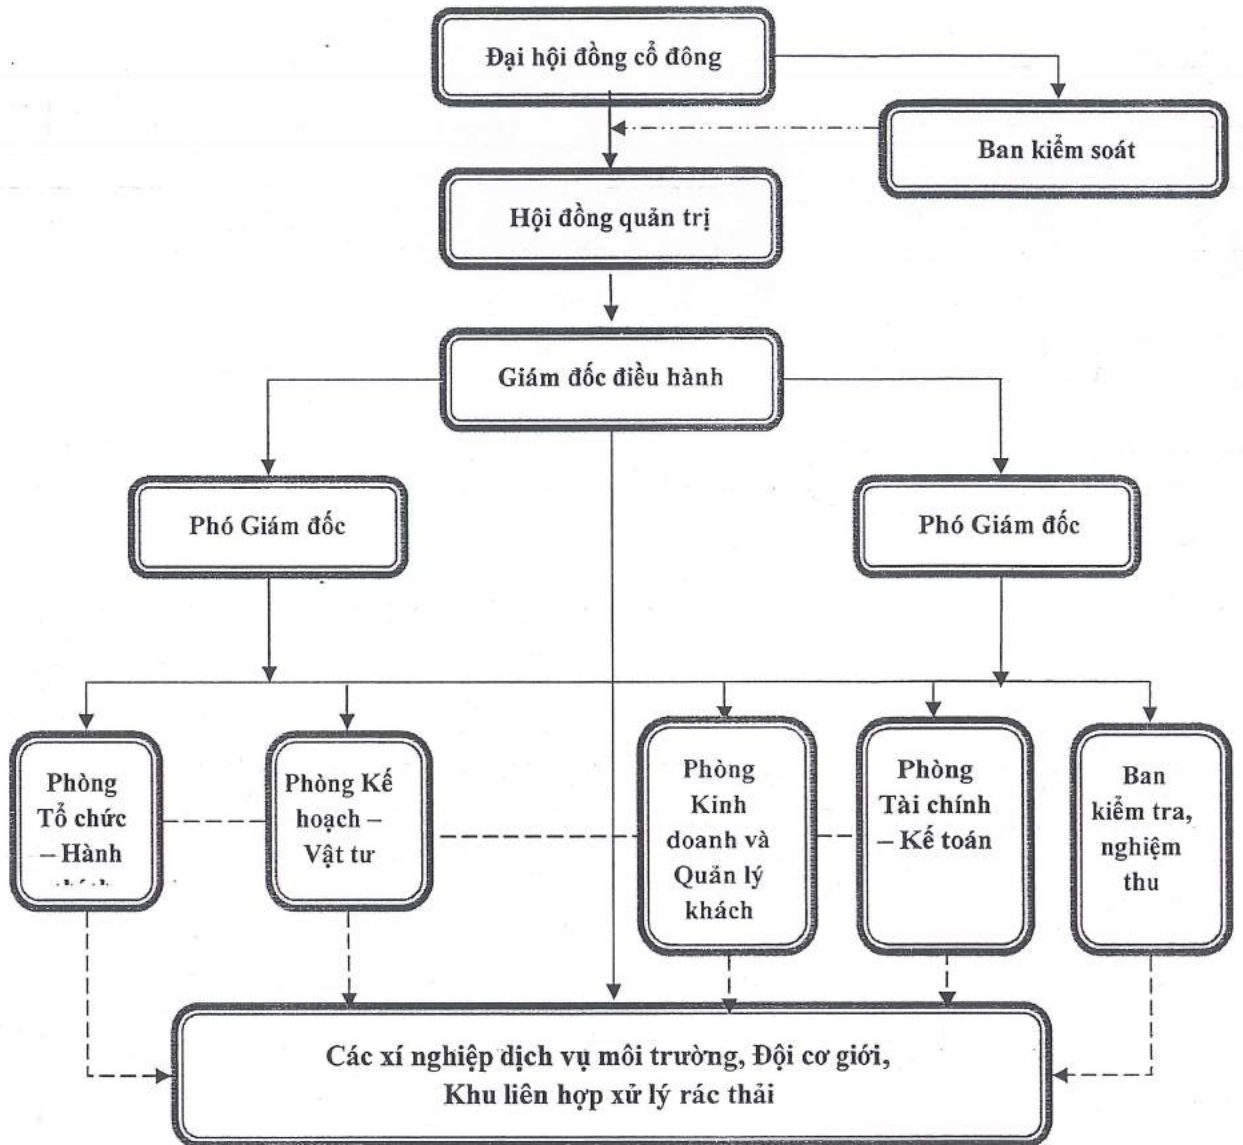 Đại hội đồng cổ đông
Ban kiểm soát
Hội đồng quản trị
Giám đốc điều hành
Phó Giám đốc
Phó Giám đốc
Phòng
Tổ chức
– Hành
Phòng Kế
hoạch –
Vật tư
Phòng
Kinh
doanh và
Quản lý
khách
Phòng
Tài chính
– Kế toán
Ban
kiểm tra,
nghiệm
thu
Các xí nghiệp dịch vụ môi trường, Đội cơ giới,
Khu liên hợp xử lý rác thải